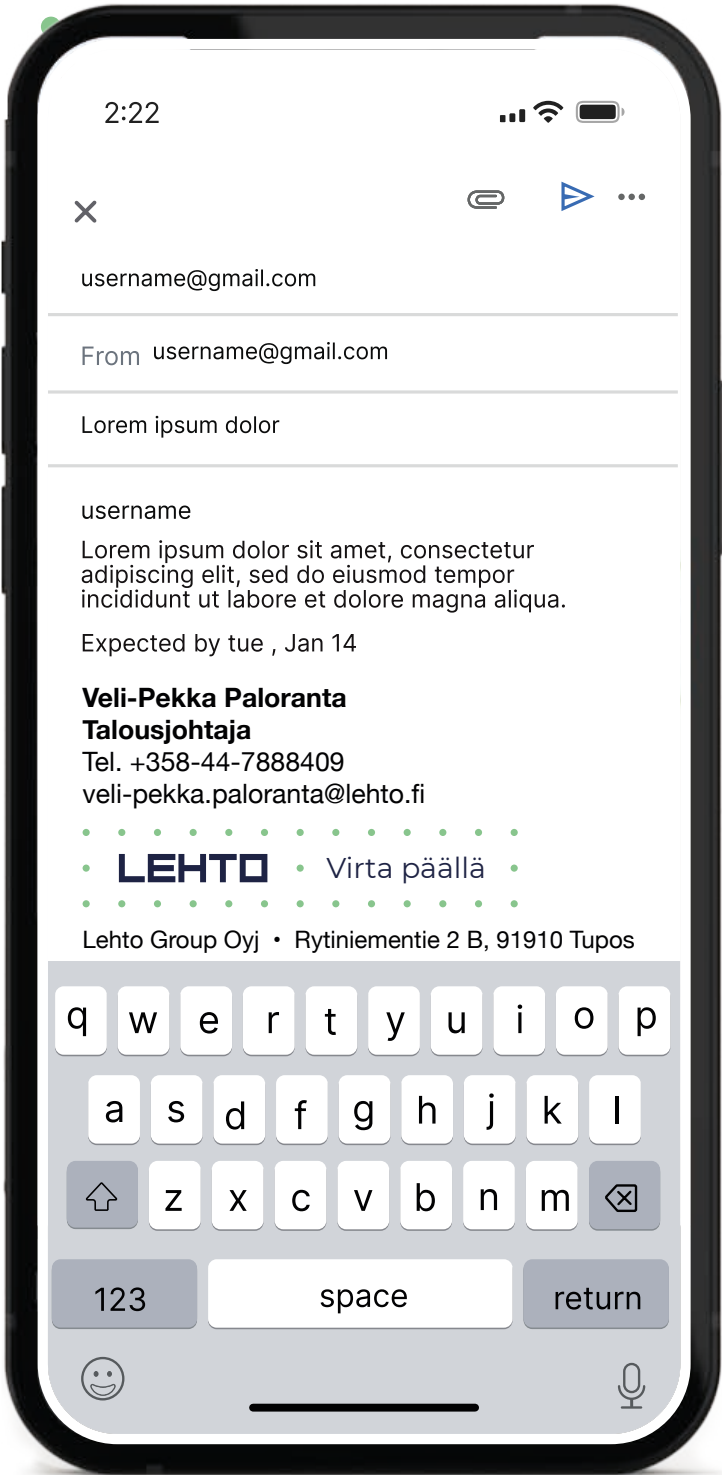 2:22
username@gmail.com
From username@gmail.com
Lorem ipsum dolor
username
Lorem ipsum dolor sit amet, consectetur
adipiscing elit, sed do eiusmod tempor
incididunt ut labore et dolore magna aliqua.
Expected by tue , Jan 14
Veli-Pekka Paloranta
Talousjohtaja
Tel. +358-44-7888409
veli-pekka.paloranta@lehto.fi
LEHTO • Virta päällä
Lehto Group Oyj • Rytiniementie 2 B, 91910 Tupos
q w e r t y u i o p
a s d f g h j k l
z x c v b n m
123 space return